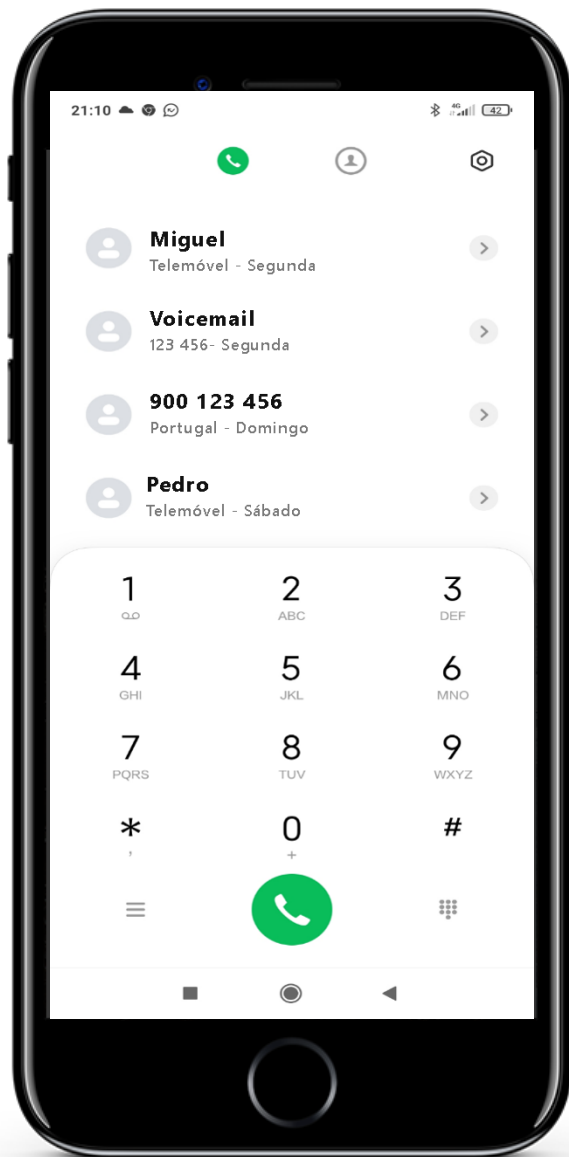 21:10 4G 42
Miguel
Telemóvel - Segunda
Voicemail
123 456- Segunda
900 123 456
Portugal - Domingo
Pedro
Telemóvel - Sábado
1 2 3
ABC DEF
4 5 6
GHI JKL MNO
7 8 9
PQRS TUV WXYZ
* 0 #
, +